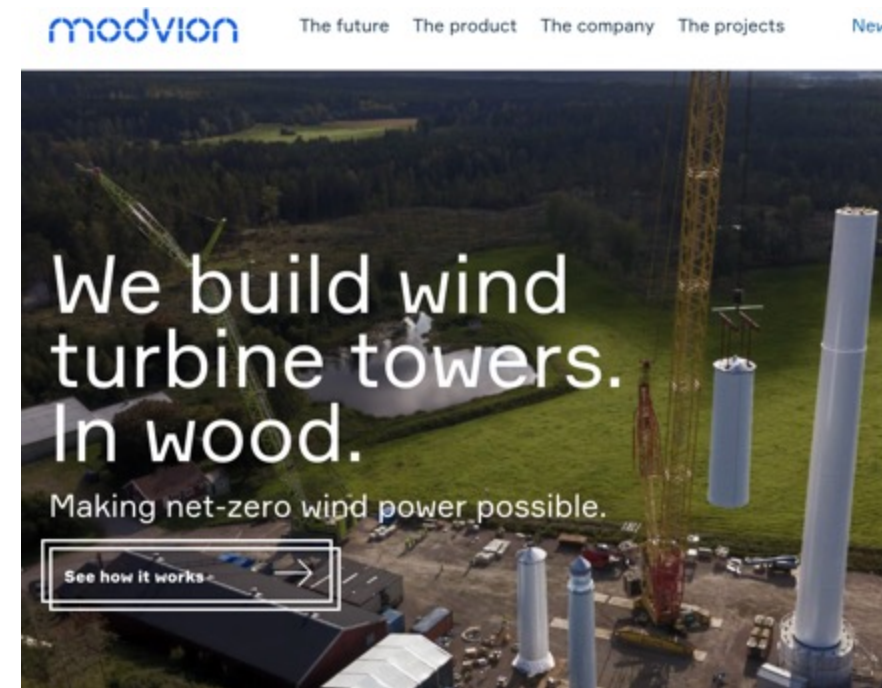 modvion
The future The product The company The projects
We build wind
turbine towers.
In wood.
Making net-zero wind power possible.
See how it works